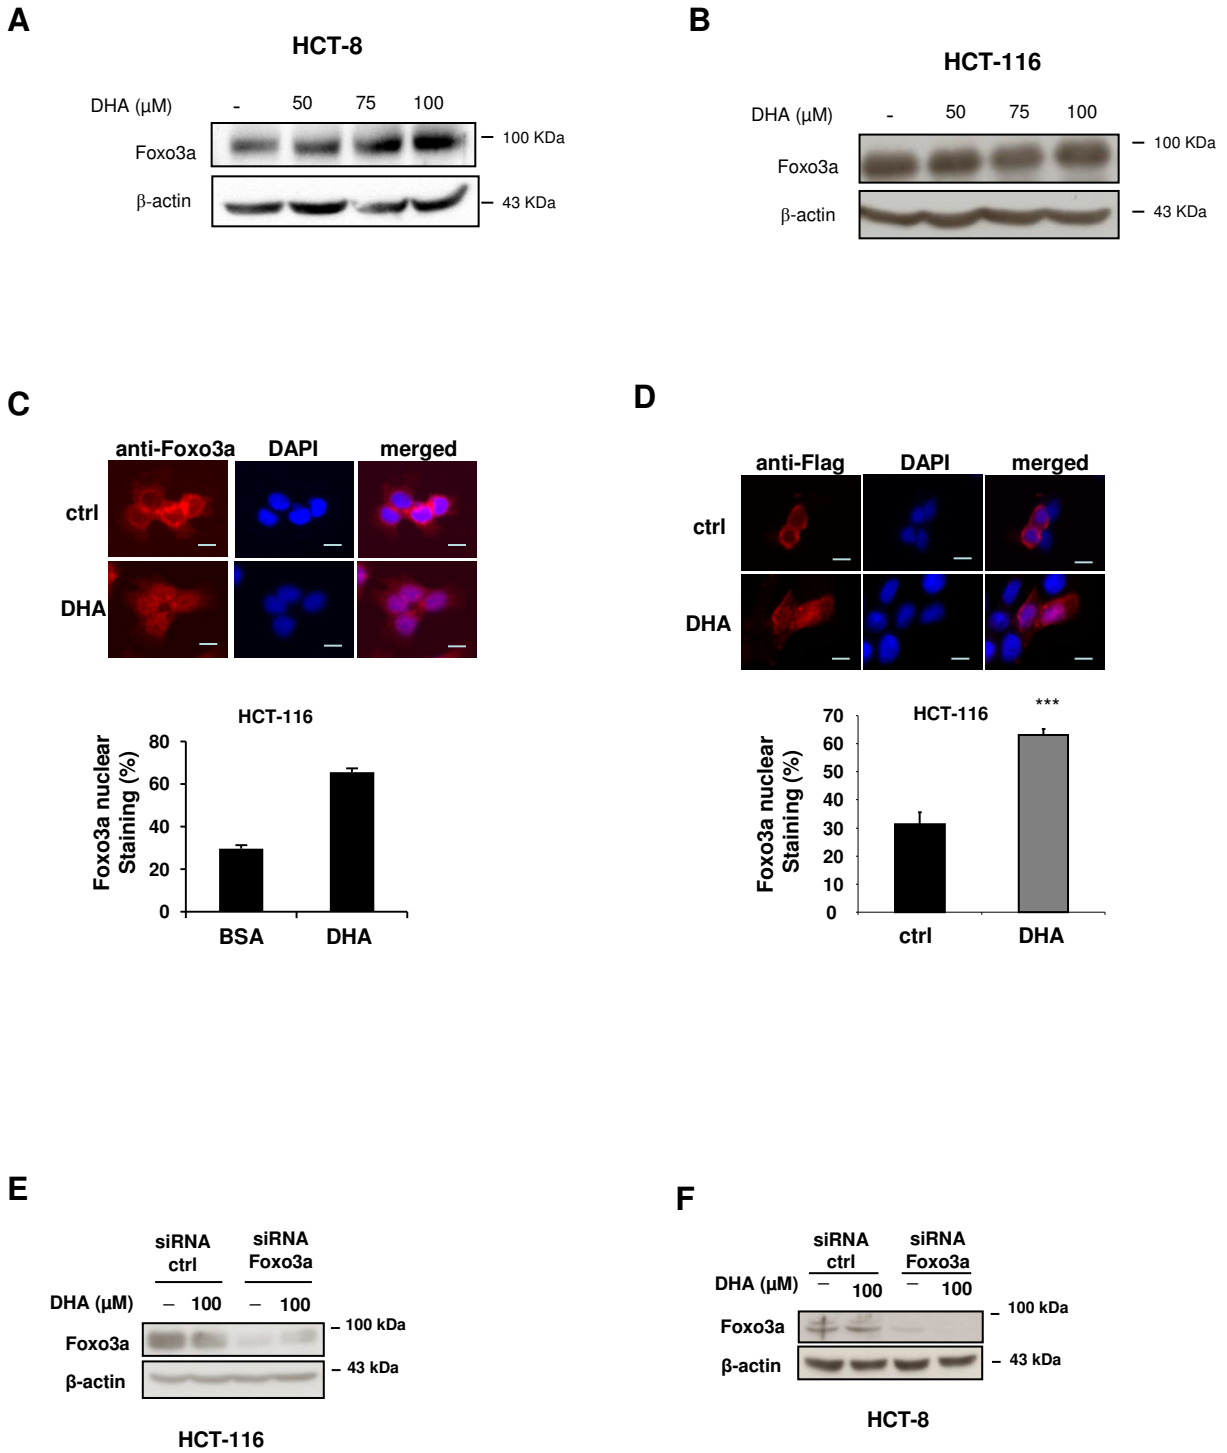 A
HCT-8
DHA (µM) - 50 75 100
Foxo3a
100 KDa
β-actin
43 KDa
B
HCT-116
DHA (µM) - 50 75 100
Foxo3a
100 KDa
β-actin
43 KDa
C
anti-Foxo3a DAPI merged
ctrl
DHA
HCT-116
Foxo3a nuclear
Staining (%)
80
60
40
20
0
BSA DHA
D
anti-Flag DAPI merged
ctrl
DHA
HCT-116
***
Foxo3a nuclear
Staining (%)
70
60
50
40
30
20
10
0
ctrl DHA
E
siRNA
ctrl
siRNA
Foxo3a
DHA (µM) – 100 – 100
Foxo3a
100 kDa
β-actin
43 kDa
HCT-116
F
siRNA
ctrl
siRNA
Foxo3a
DHA (µM) – 100 – 100
Foxo3a
100 kDa
β-actin
43 kDa
HCT-8